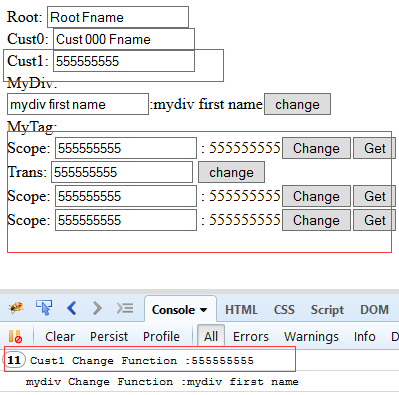 Root: Root Fname
Cust0: Cust 000 Fname
Cust1: 555555555
MyDiv:
mydiv first name :mydiv first name change
MyTag:
Scope: 555555555 : 555555555 Change Get
Trans: 555555555 change
Scope: 555555555 : 555555555 Change Get
Scope: 555555555 : 555555555 Change Get
Console HTML CSS Script DOM
Clear Persist Profile All Errors Warnings Info D
11 Cust1 Change Function :555555555
mydiv Change Function :mydiv first name